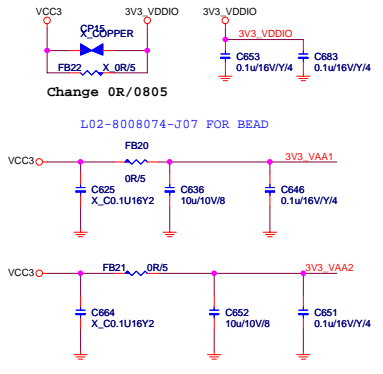 VCC3 3V3_VDDIO 3V3_VDDIO
CP15
X_COPPER
3V3_VDDIO
C653 C683
0.1u/16V/Y/4 0.1u/16V/Y/4
FB22 X_0R/5
Change 0R/0805
L02-8008074-J07 FOR BEAD
FB20
VCC3 3V3_VAA1
0R/5
C625 C636 C646
X_C0.1U16Y2 10u/10V/8 0.1u/16V/Y/4
FB21 0R/5 3V3_VAA2
VCC3
C664 C652 C651
X_C0.1U16Y2 10u/10V/8 0.1u/16V/Y/4